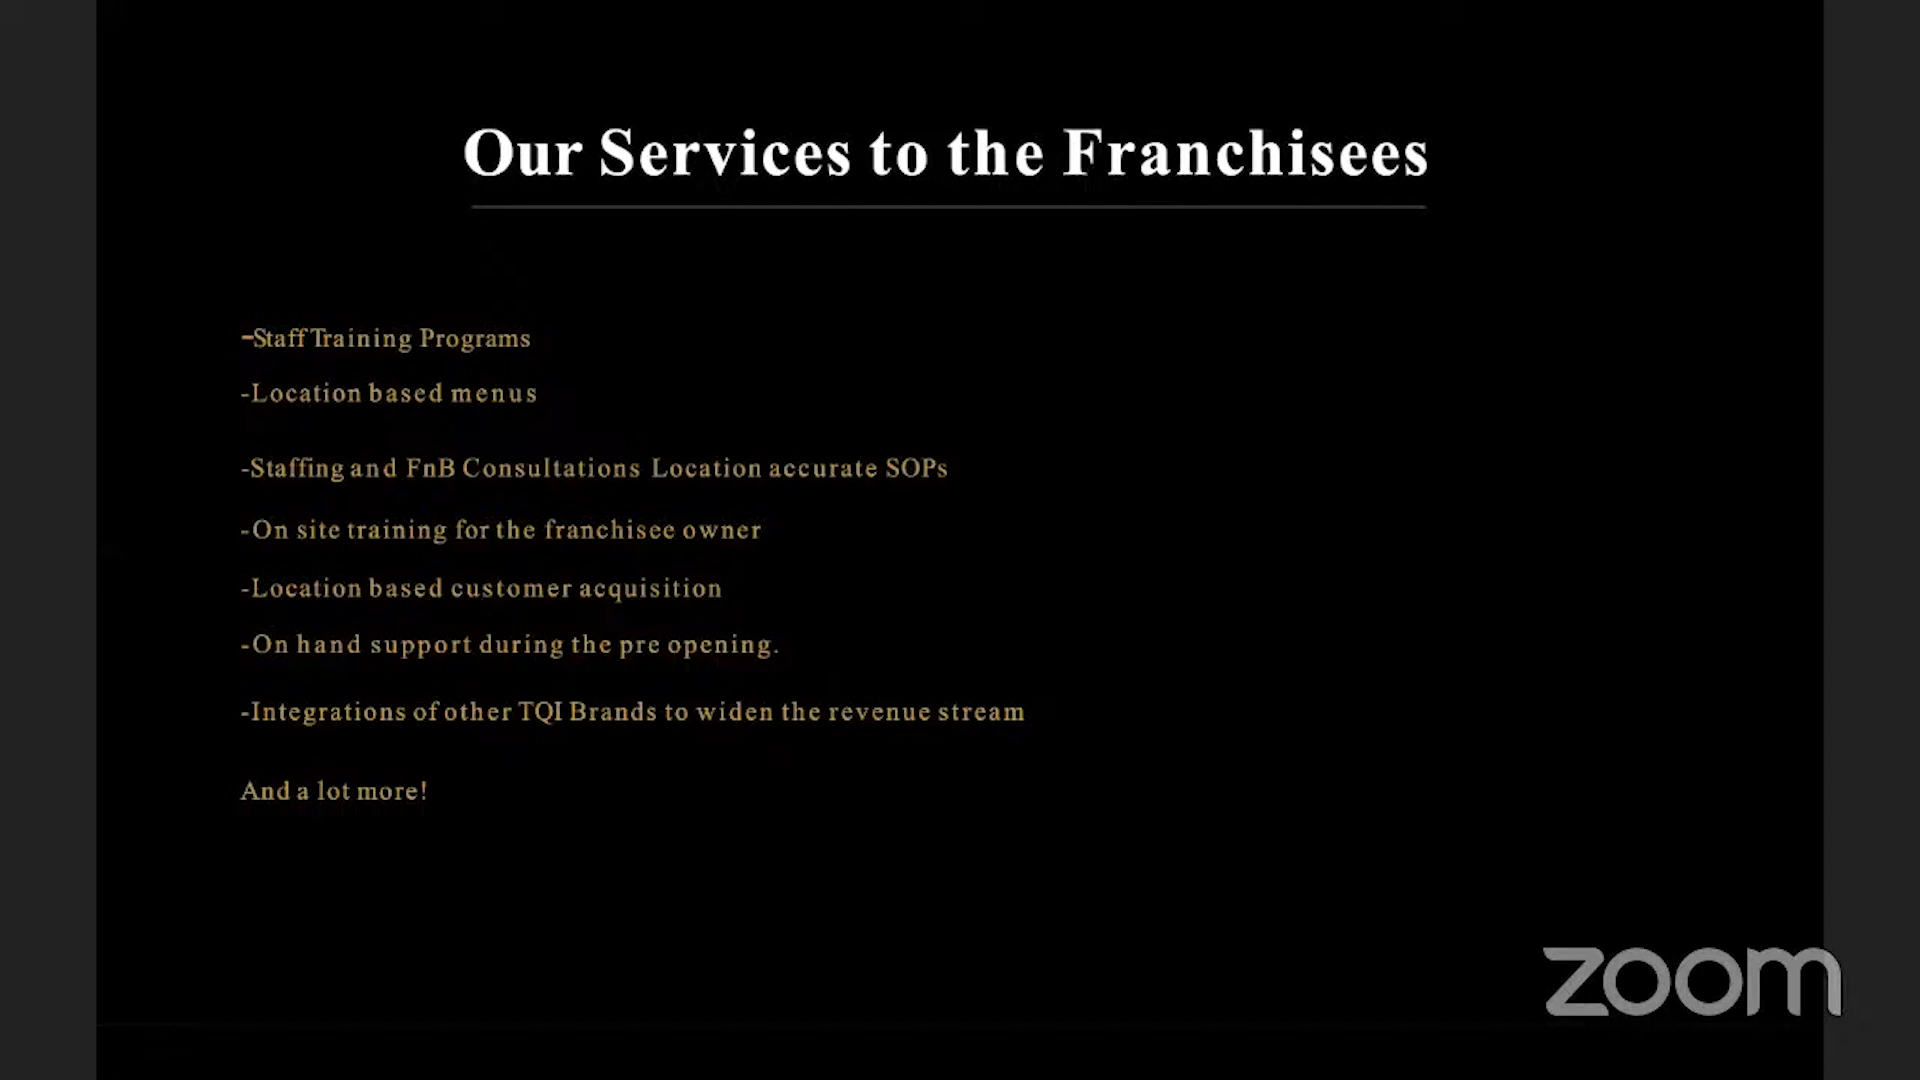 Our Services to the Franchisees
-Staff Training Programs
-Location based menus
-Staffing and FnB Consultations Location accurate SOPs
-On site training for the franchisee owner
-Location based customer acquisition
-On hand support during the pre opening.
-Integrations of other TQI Brands to widen the revenue stream
And a lot more!
zoom